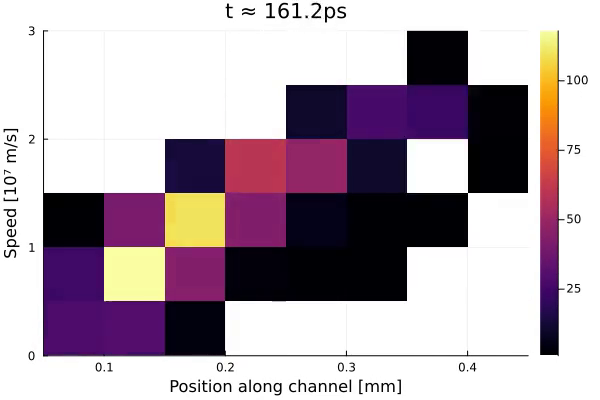 t ≈ 161.2ps
Speed [10⁷ m/s]
3
2
1
0
0.1 0.2 0.3 0.4
Position along channel [mm]
100
75
50
25